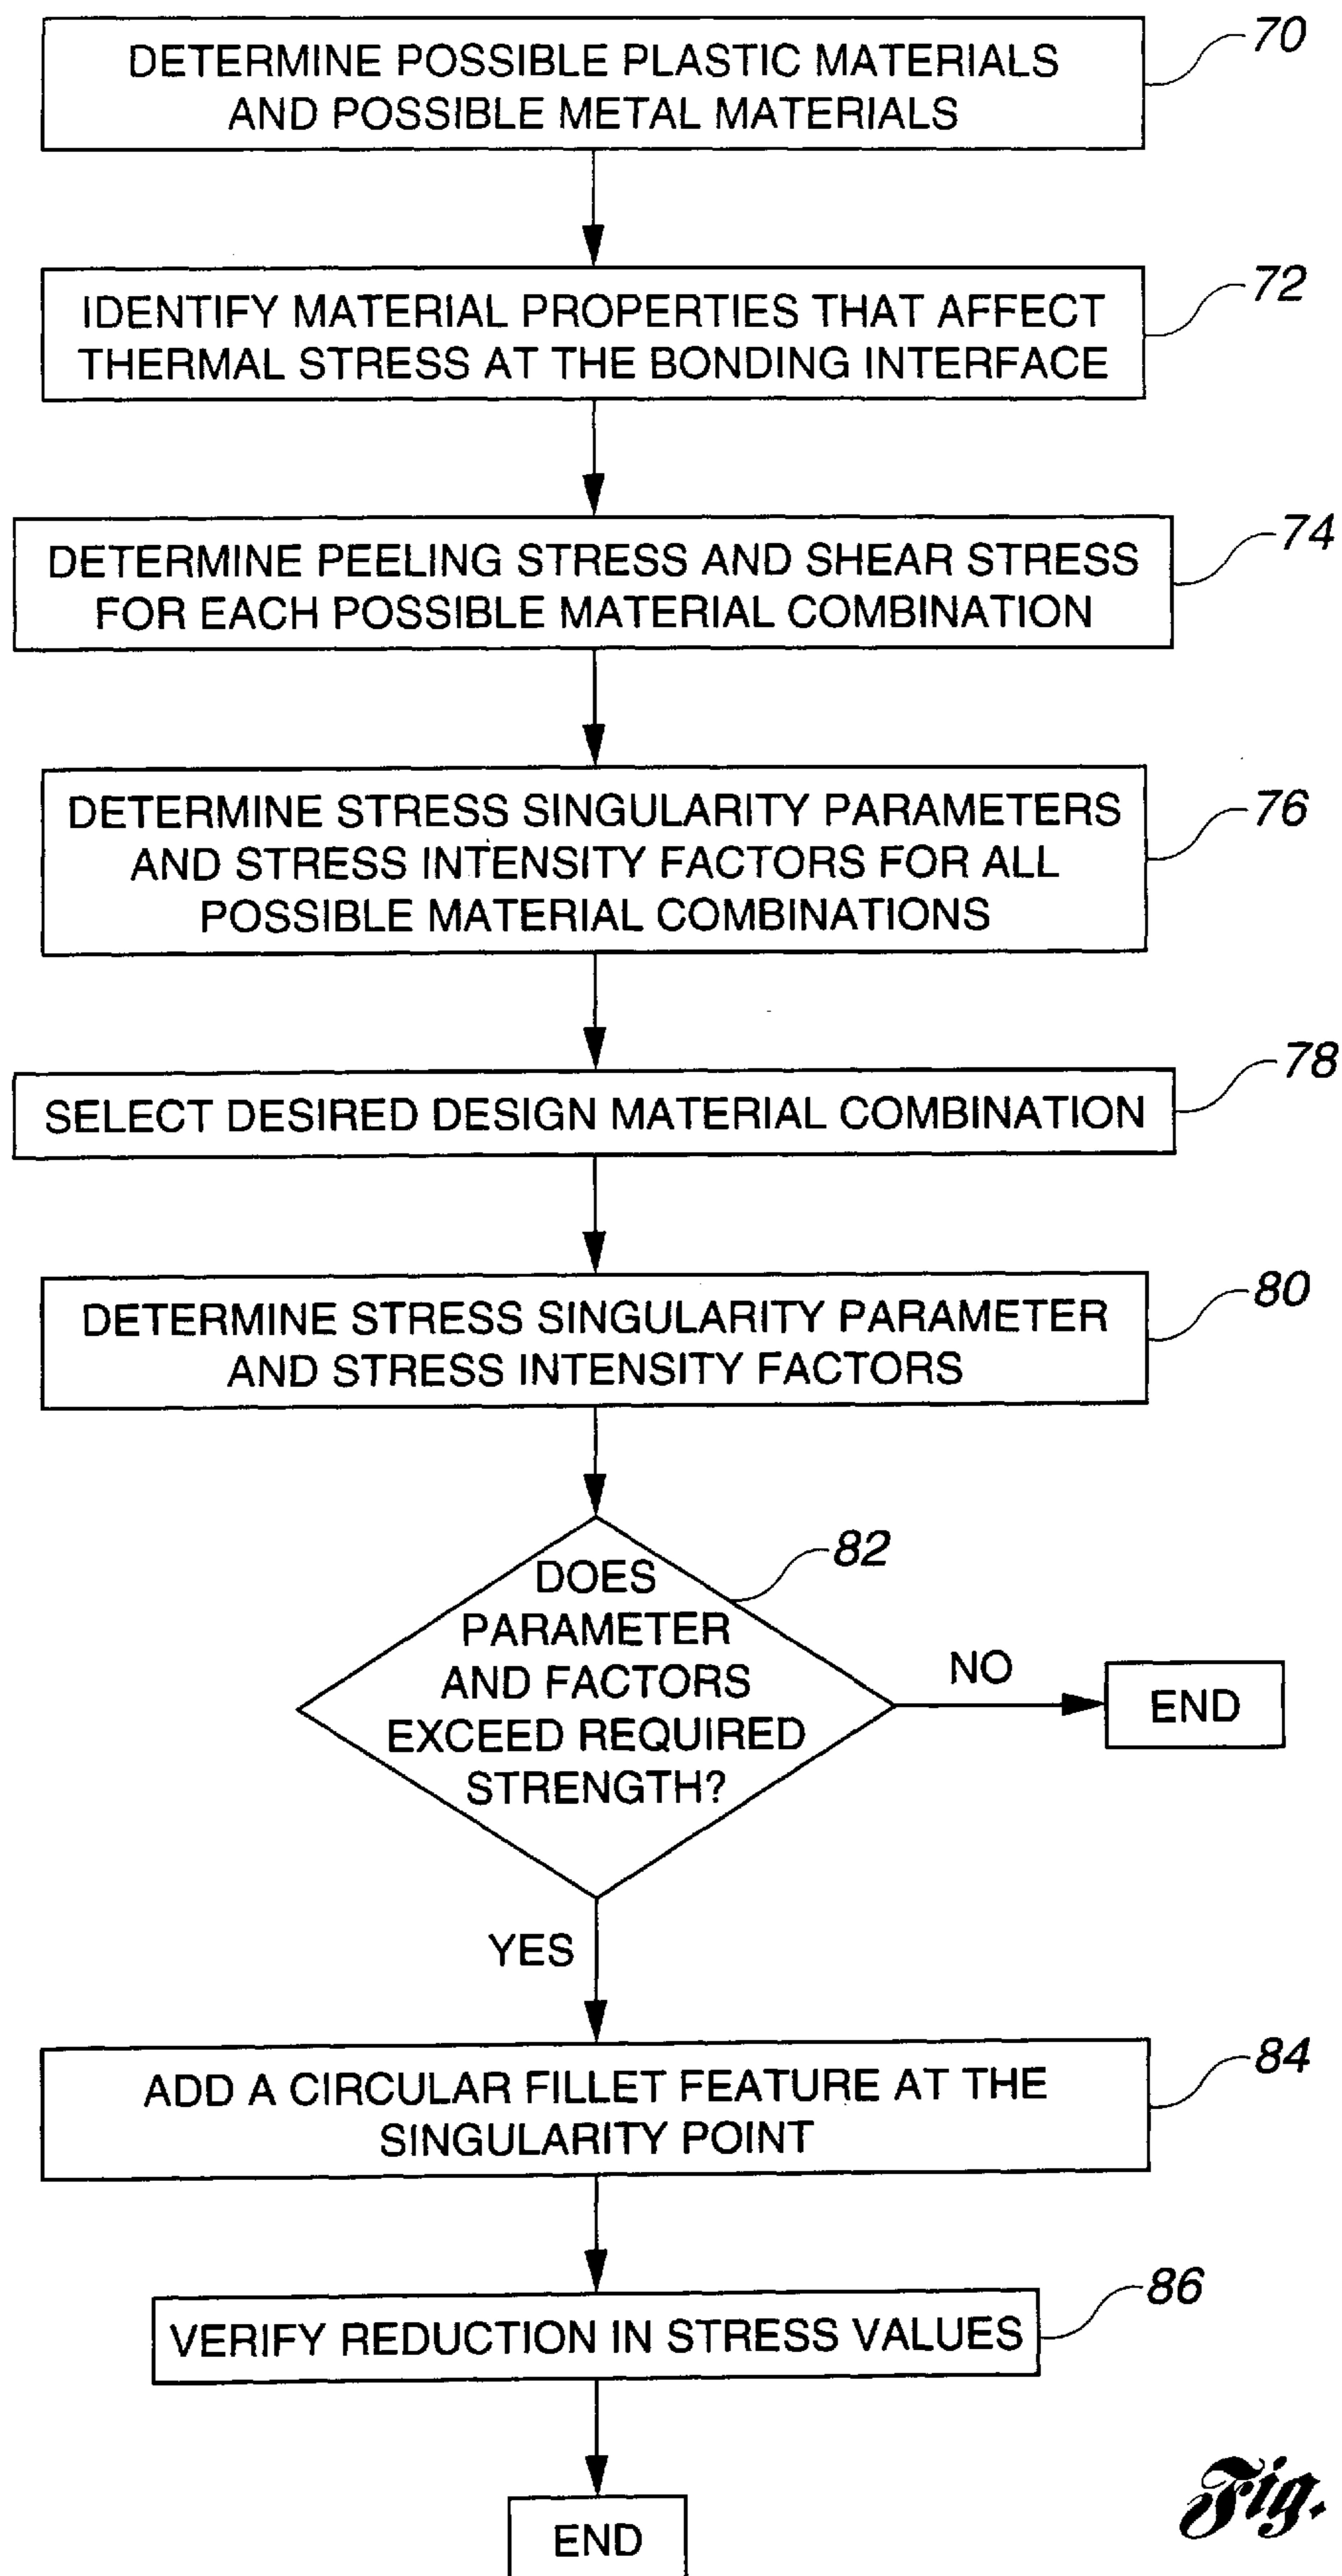 DETERMINE POSSIBLE PLASTIC MATERIALS
AND POSSIBLE METAL MATERIALS
70
IDENTIFY MATERIAL PROPERTIES THAT AFFECT
THERMAL STRESS AT THE BONDING INTERFACE
72
DETERMINE PEELING STRESS AND SHEAR STRESS
FOR EACH POSSIBLE MATERIAL COMBINATION
74
DETERMINE STRESS SINGULARITY PARAMETERS
AND STRESS INTENSITY FACTORS FOR ALL
POSSIBLE MATERIAL COMBINATIONS
76
SELECT DESIRED DESIGN MATERIAL COMBINATION
78
DETERMINE STRESS SINGULARITY PARAMETER
AND STRESS INTENSITY FACTORS
80
DOES
PARAMETER
AND FACTORS
EXCEED REQUIRED
STRENGTH?
82
NO
END
YES
ADD A CIRCULAR FILLET FEATURE AT THE
SINGULARITY POINT
84
VERIFY REDUCTION IN STRESS VALUES
86
END
Fig.